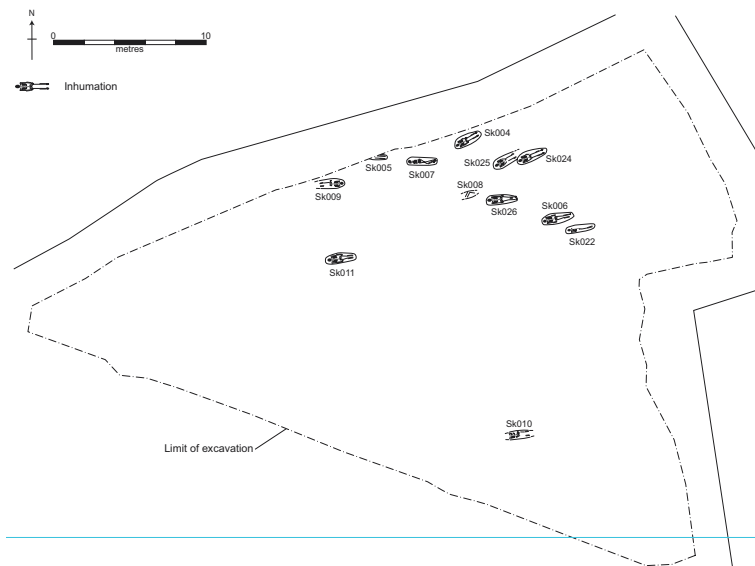 N
0 10
metres
Inhumation
Sk004
Sk025
Sk024
Sk005
Sk007
Sk009
Sk008
Sk026
Sk006
Sk022
Sk011
Sk010
Limit of excavation